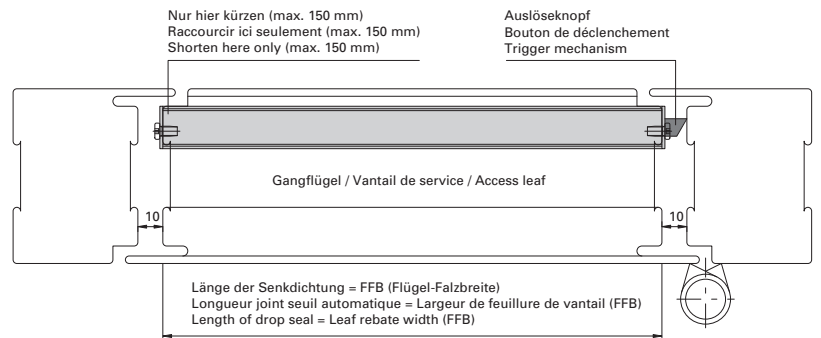 Nur hier kürzen (max. 150 mm)
Raccourcir ici seulement (max. 150 mm)
Shorten here only (max. 150 mm)
Auslöseknopf
Bouton de déclenchement
Trigger mechanism
Gangflügel / Vantail de service / Access leaf
10
10
Länge der Senkdichtung = FFB (Flügel-Falzbreite)
Longueur joint seuil automatique = Largeur de feuillure de vantail (FFB)
Length of drop seal = Leaf rebate width (FFB)